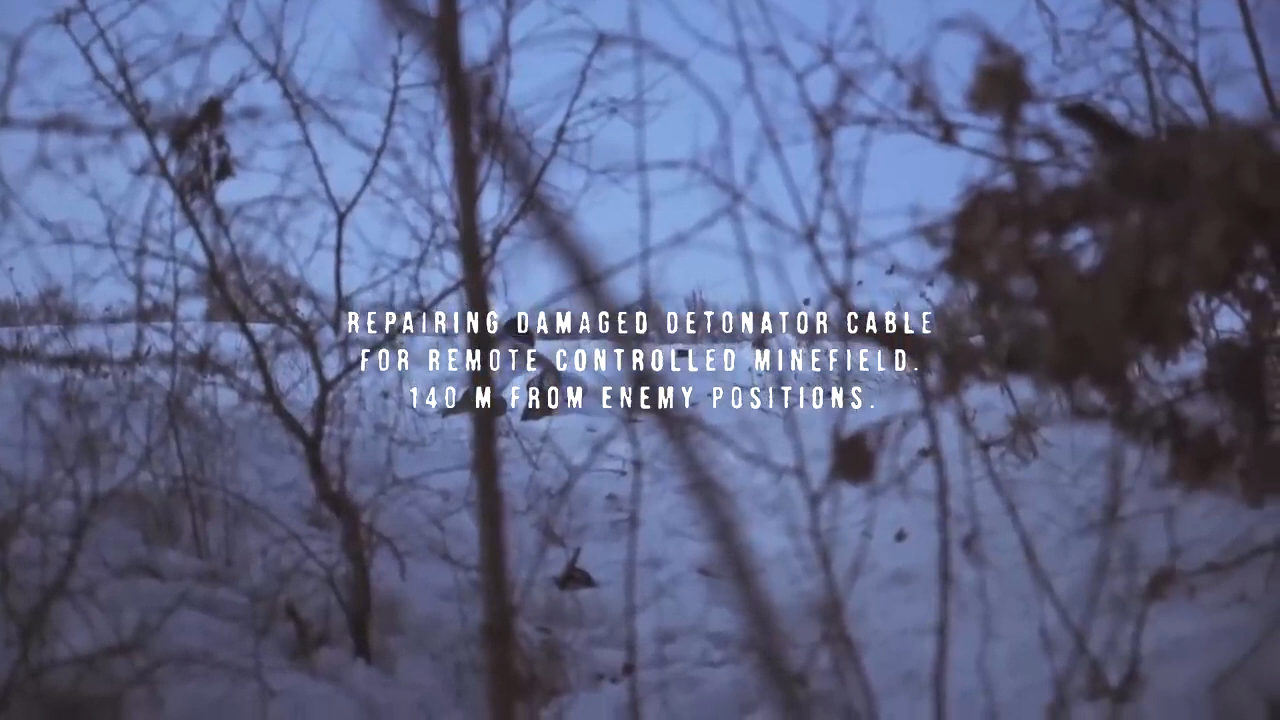 REPAIRING DAMAGED DETONATOR CABLE
FOR REMOTE CONTROLLED MINEFIELD.
140 M FROM ENEMY POSITIONS.